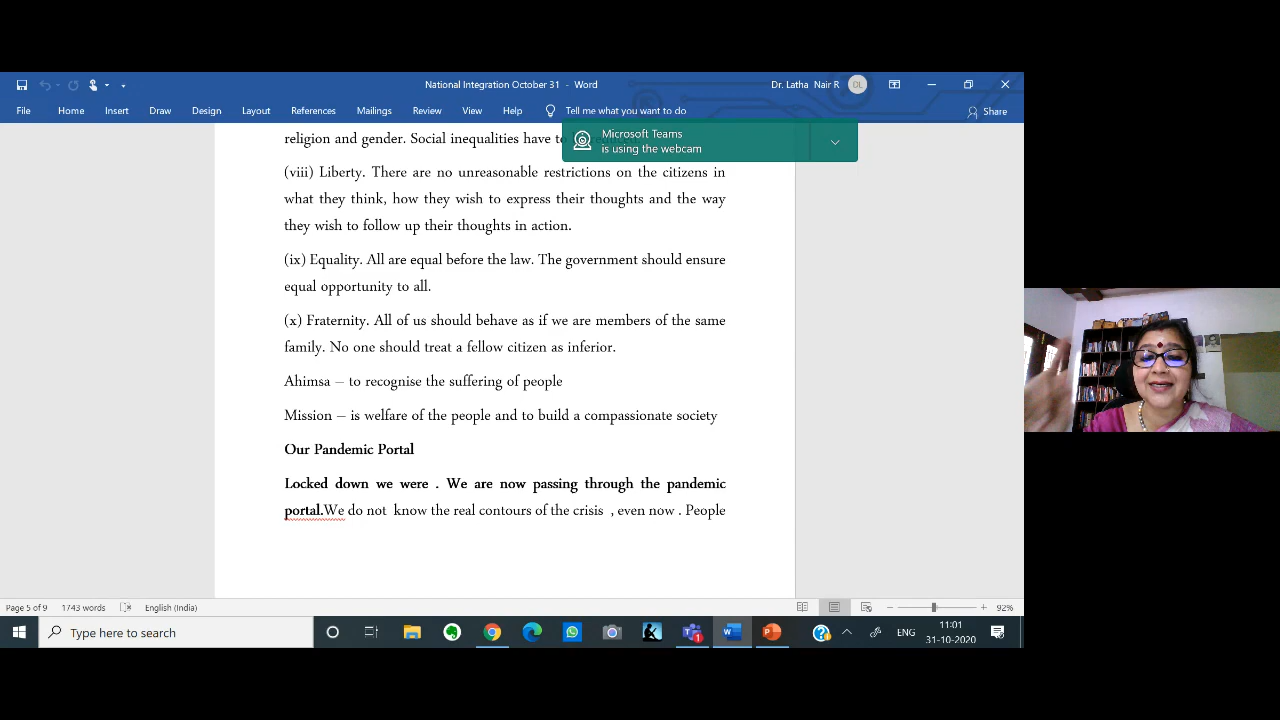 National Integration October 31 - Word
Dr. Latha Nair R
DL
File Home Insert Draw Design Layout References Mailings Review View Help Tell me what you want to do
Share
Microsoft Teams
is using the webcam
religion and gender. Social inequalities have to
(viii) Liberty. There are no unreasonable restrictions on the citizens in
what they think, how they wish to express their thoughts and the way
they wish to follow up their thoughts in action.
(ix) Equality. All are equal before the law. The government should ensure
equal opportunity to all.
(x) Fraternity. All of us should behave as if we are members of the same
family. No one should treat a fellow citizen as inferior.
Ahimsa – to recognise the suffering of people
Mission – is welfare of the people and to build a compassionate society
Our Pandemic Portal
Locked down we were . We are now passing through the pandemic
portal.We do not know the real contours of the crisis , even now . People
Page 5 of 9 1743 words English (India)
92%
Type here to search
1
ENG
11:01
31-10-2020